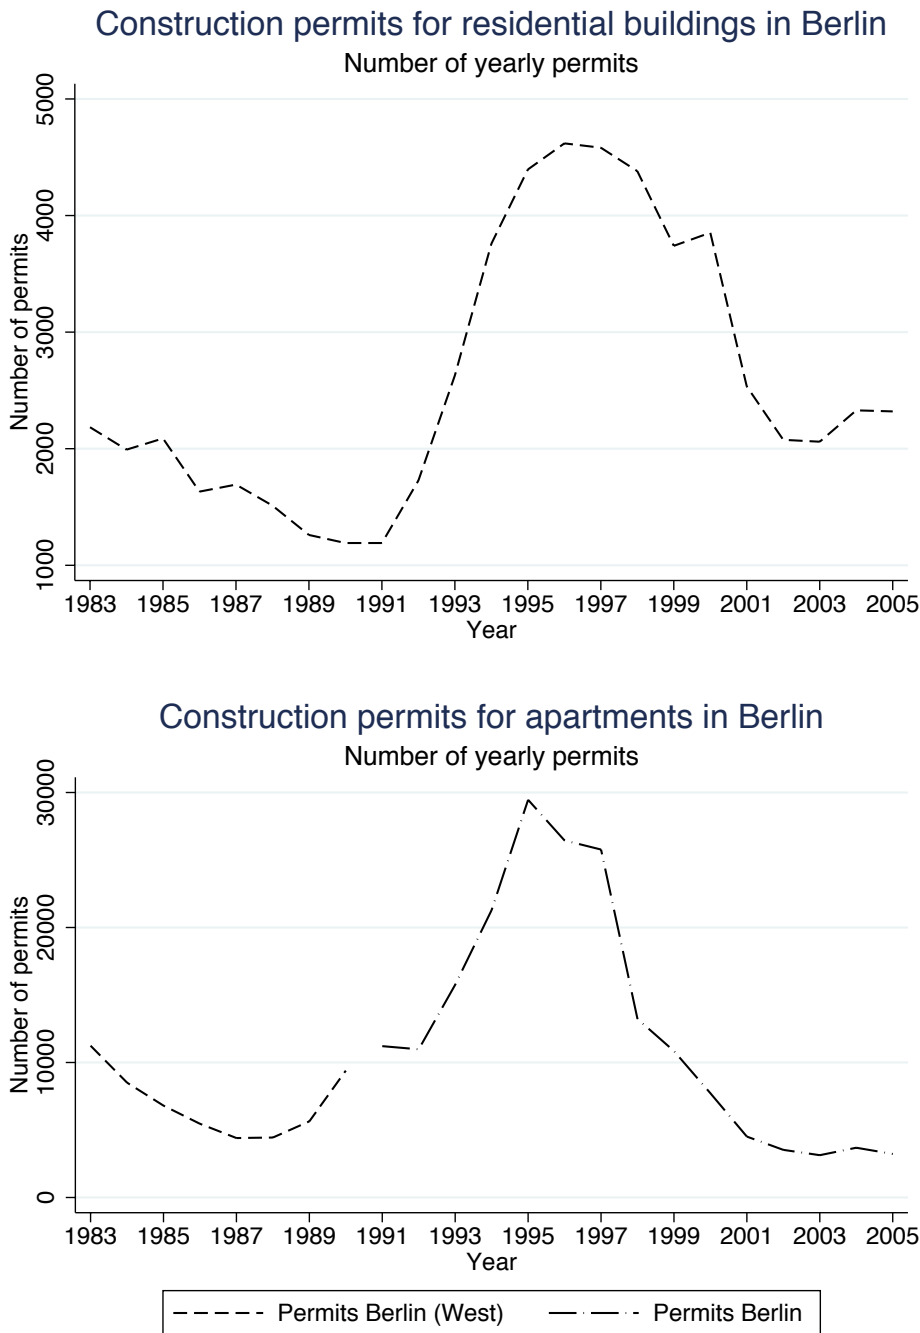 Construction permits for residential buildings in Berlin
Number of yearly permits
Number of permits
5000
4000
3000
2000
1000
1983 1985 1987 1989 1991 1993 1995 1997 1999 2001 2003 2005
Year
Construction permits for apartments in Berlin
Number of yearly permits
Number of permits
30000
20000
10000
0
1983 1985 1987 1989 1991 1993 1995 1997 1999 2001 2003 2005
Year
Permits Berlin (West) Permits Berlin